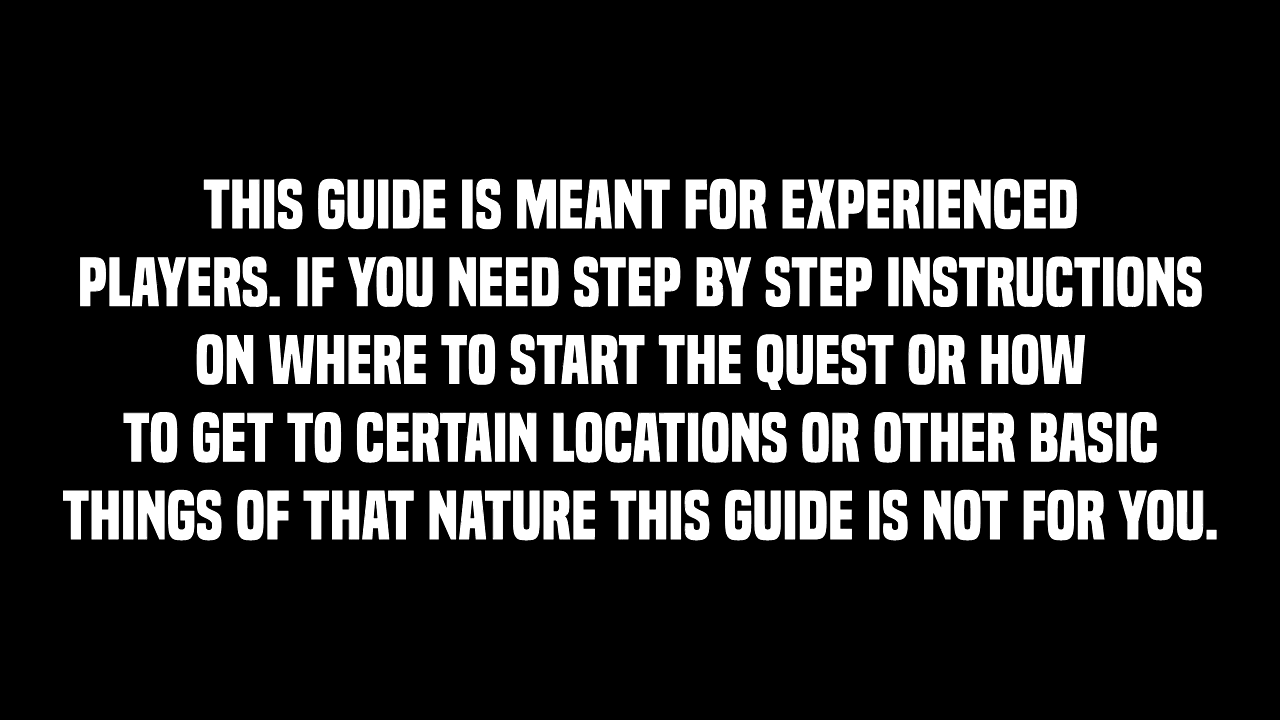 THIS GUIDE IS MEANT FOR EXPERIENCED
PLAYERS. IF YOU NEED STEP BY STEP INSTRUCTIONS
ON WHERE TO START THE QUEST OR HOW
TO GET TO CERTAIN LOCATIONS OR OTHER BASIC
THINGS OF THAT NATURE THIS GUIDE IS NOT FOR YOU.